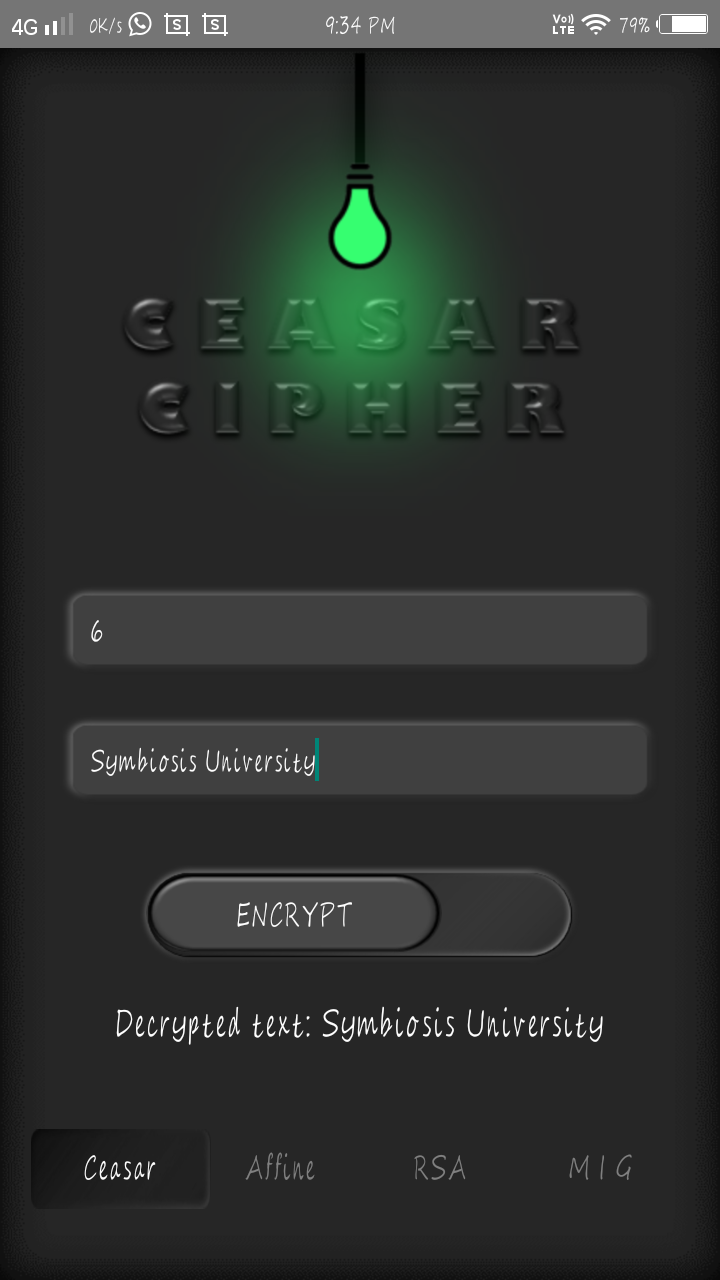 4G 0K/s S S 9:34 PM Vo)) LTE 79%
CEASAR
CIPHER
6
Symbiosis University
ENCRYPT
Decrypted text: Symbiosis University
Ceasar Affine RSA M I G